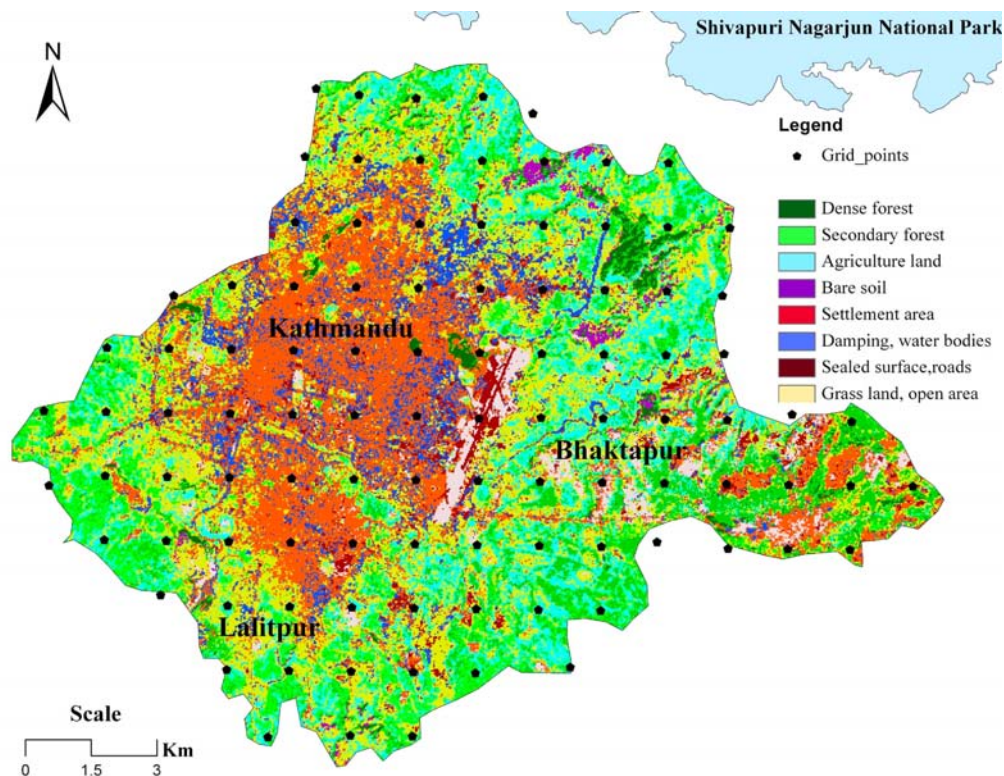 Shivapuri Nagarjun National Park
N
Legend
Grid_points
Dense forest
Secondary forest
Agriculture land
Bare soil
Settlement area
Damping, water bodies
Sealed surface,roads
Grass land, open area
Kathmandu
Bhaktapur
Lalitpur
Scale
Km
0 1.5 3